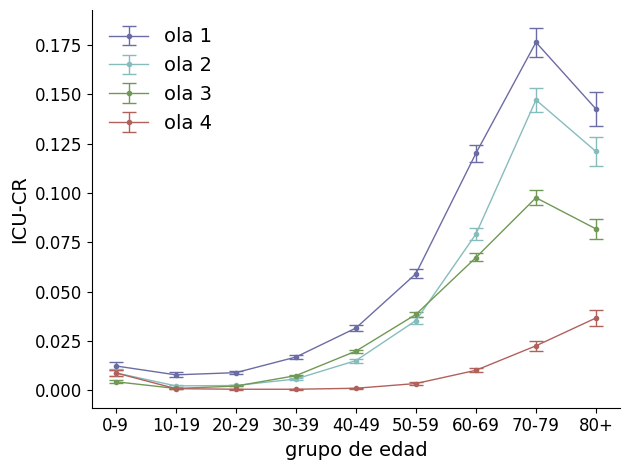 ola 1
ola 2
ola 3
ola 4
0.175
0.150
0.125
0.100
0.075
0.050
0.025
0.000
ICU-CR
0-9 10-19 20-29 30-39 40-49 50-59 60-69 70-79 80+
grupo de edad